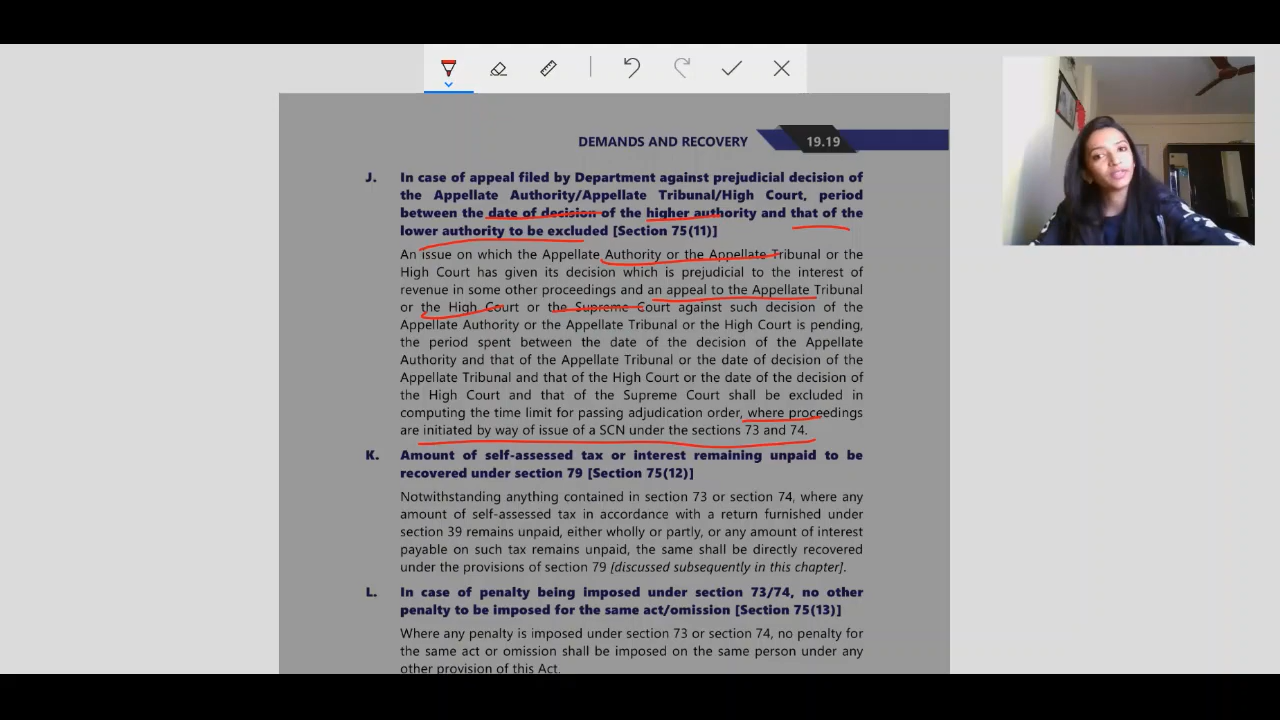 DEMANDS AND RECOVERY 19.19
J. In case of appeal filed by Department against prejudicial decision of
the Appellate Authority/Appellate Tribunal/High Court, period
between the date of decision of the higher authority and that of the
lower authority to be excluded [Section 75(11)]
An issue on which the Appellate Authority or the Appellate Tribunal or the
High Court has given its decision which is prejudicial to the interest of
revenue in some other proceedings and an appeal to the Appellate Tribunal
or the High Court or the Supreme Court against such decision of the
Appellate Authority or the Appellate Tribunal or the High Court is pending,
the period spent between the date of the decision of the Appellate
Authority and that of the Appellate Tribunal or the date of decision of the
Appellate Tribunal and that of the High Court or the date of the decision of
the High Court and that of the Supreme Court shall be excluded in
computing the time limit for passing adjudication order, where proceedings
are initiated by way of issue of a SCN under the sections 73 and 74.
K. Amount of self-assessed tax or interest remaining unpaid to be
recovered under section 79 [Section 75(12)]
Notwithstanding anything contained in section 73 or section 74, where any
amount of self-assessed tax in accordance with a return furnished under
section 39 remains unpaid, either wholly or partly, or any amount of interest
payable on such tax remains unpaid, the same shall be directly recovered
under the provisions of section 79 [discussed subsequently in this chapter].
L. In case of penalty being imposed under section 73/74, no other
penalty to be imposed for the same act/omission [Section 75(13)]
Where any penalty is imposed under section 73 or section 74, no penalty for
the same act or omission shall be imposed on the same person under any
other provision of this Act.